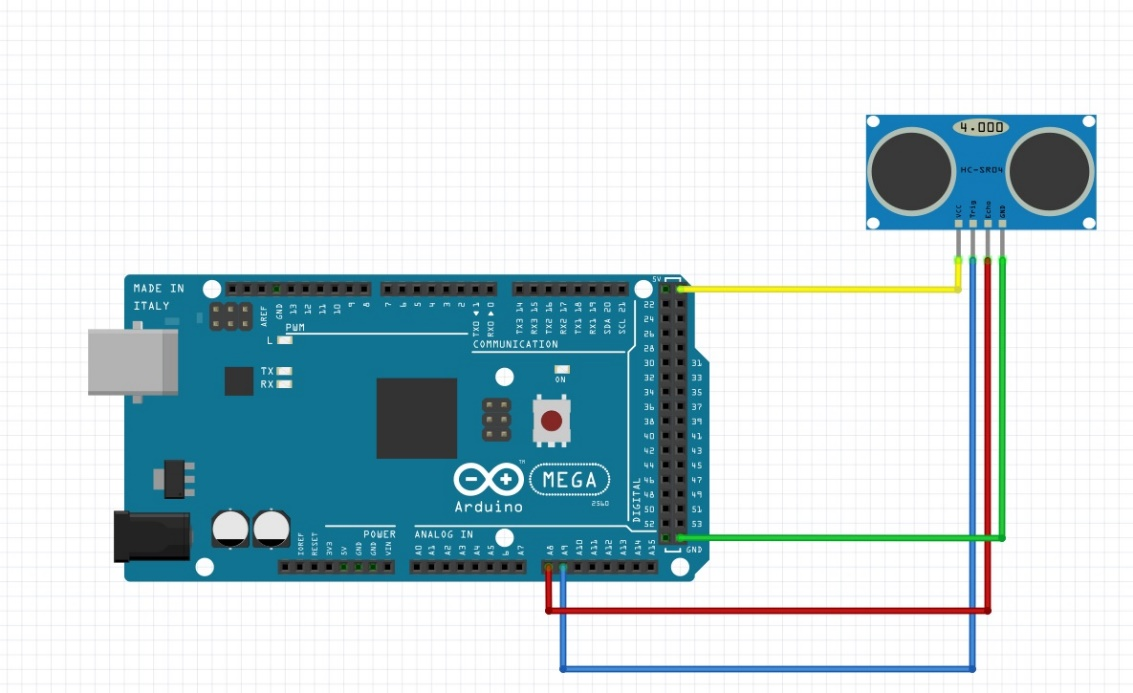 4.000
HC-SR04
VCC
Trig
Echo
GND
MADE IN
ITALY
AREF
GND
13
12
11
10
9
8
7
6
5
4
3
2
TX0 ◀ 1
RX0 ▶ 0
TX3 14
RX3 15
TX2 16
RX2 17
TX1 18
RX1 19
SDA 20
SCL 21
5V
PWM
L
COMMUNICATION
TX
RX
ON
22
24
26
28
30 31
32 33
34 35
36 37
38 39
40 41
42 43
44 45
46 47
48 49
50 51
52 53
GND
DIGITAL
™
MEGA
2560
Arduino
POWER
ANALOG IN
IOREF
RESET
3V3
5V
GND
GND
VIN
A0
A1
A2
A3
A4
A5
6
A7
A8
A9
A10
A11
A12
A13
A14
A15